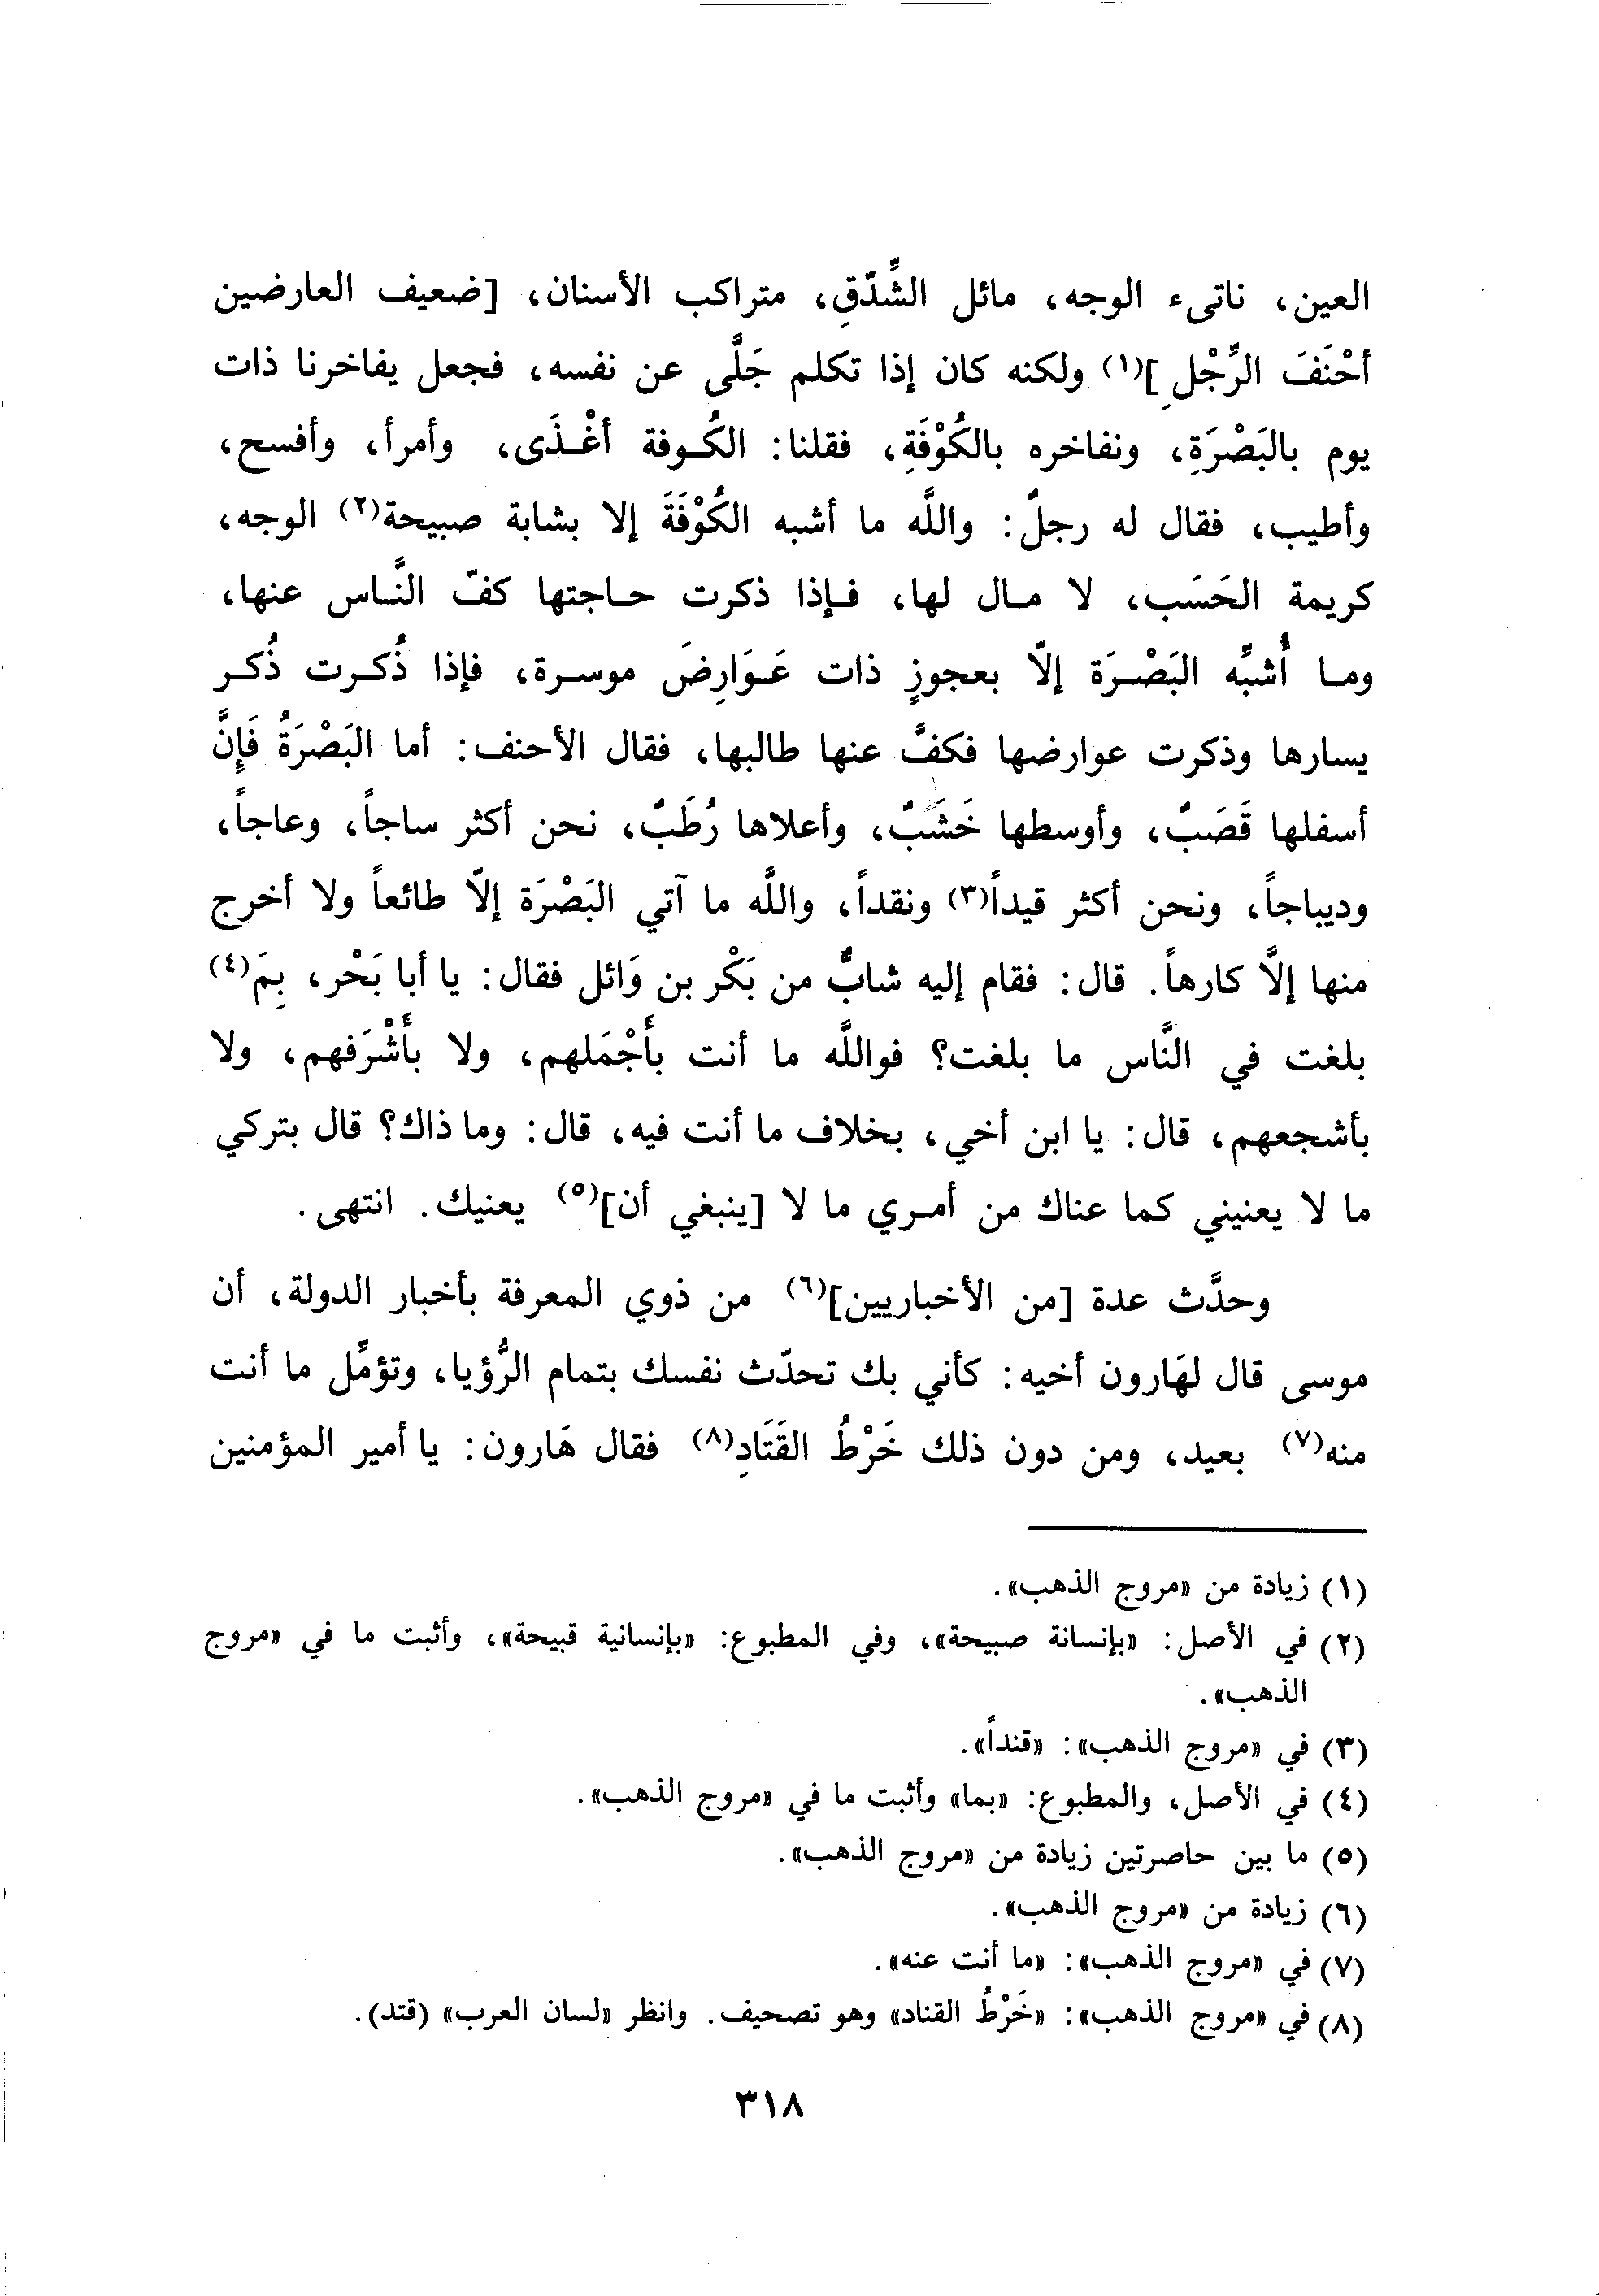 العين، ناتىء الوجه، مائل الشِّدّقِ، متراكب الأسنان، [ضعيف العارضين
أحْنَفَ الرِّجْلِ](١) ولكنه كان إذا تكلم جَلَّى عن نفسه، فجعل يفاخرنا ذات
يوم بالبَصْرَةِ، ونفاخره بالكُوْفَةِ، فقلنا: الكُوفة أغْذَى، وأمرأ، وأفسح،
وأطيب، فقال له رجلٌ: واللَّه ما أشبه الكُوْفَةَ إلا بشابة صبيحة(٢) الوجه،
كريمة الحَسَب، لا مال لها، فإذا ذكرت حاجتها كفّ النَّاس عنها،
وما أُشبِّه البَصْرَة إلّا بعجوزٍ ذات عَوَارِضَ موسرة، فإذا ذُكرت ذُكر
يسارها وذكرت عوارضها فكفَّ عنها طالبها، فقال الأحنف: أما البَصْرَةُ فَإِنَّ
أسفلها قَصَبٌ، وأوسطها خَشَبٌ، وأعلاها رُطَبٌ، نحن أكثر ساجاً، وعاجاً،
وديباجاً، ونحن أكثر قيداً(٣) ونقداً، واللَّه ما آتي البَصْرَة إلّا طائعاً ولا أخرج
منها إلَّا كارهاً. قال: فقام إليه شابٌّ من بَكْر بن وَائل فقال: يا أبا بَحْر، بِمَ(٤)
بلغت في النَّاس ما بلغت؟ فواللَّه ما أنت بأَجْمَلهم، ولا بأَشْرَفهم، ولا
بأشجعهم، قال: يا ابن أخي، بخلاف ما أنت فيه، قال: وما ذاك؟ قال بتركي
ما لا يعنيني كما عناك من أمري ما لا [ينبغي أن](٥) يعنيك. انتهى.
وحدَّث عدة [من الأخباريين](٦) من ذوي المعرفة بأخبار الدولة، أن
موسى قال لهَارون أخيه: كأني بك تحدّث نفسك بتمام الرُّؤيا، وتؤمِّل ما أنت
منه(٧) بعيد، ومن دون ذلك خَرْطُ القَتَادِ(٨) فقال هَارون: يا أمير المؤمنين
(١) زيادة من «مروج الذهب».
(٢) في الأصل: «بإنسانة صبيحة»، وفي المطبوع: «بإنسانية قبيحة»، وأثبت ما في «مروج
الذهب».
(٣) في «مروج الذهب»: «قنداً».
(٤) في الأصل، والمطبوع: «بما» وأثبت ما في «مروج الذهب».
(٥) ما بين حاصرتين زيادة من «مروج الذهب».
(٦) زيادة من «مروج الذهب».
(٧) في «مروج الذهب»: «ما أنت عنه».
(٨) في «مروج الذهب»: «خَرْطُ القناد» وهو تصحيف. وانظر «لسان العرب» (قتد).
٣١٨